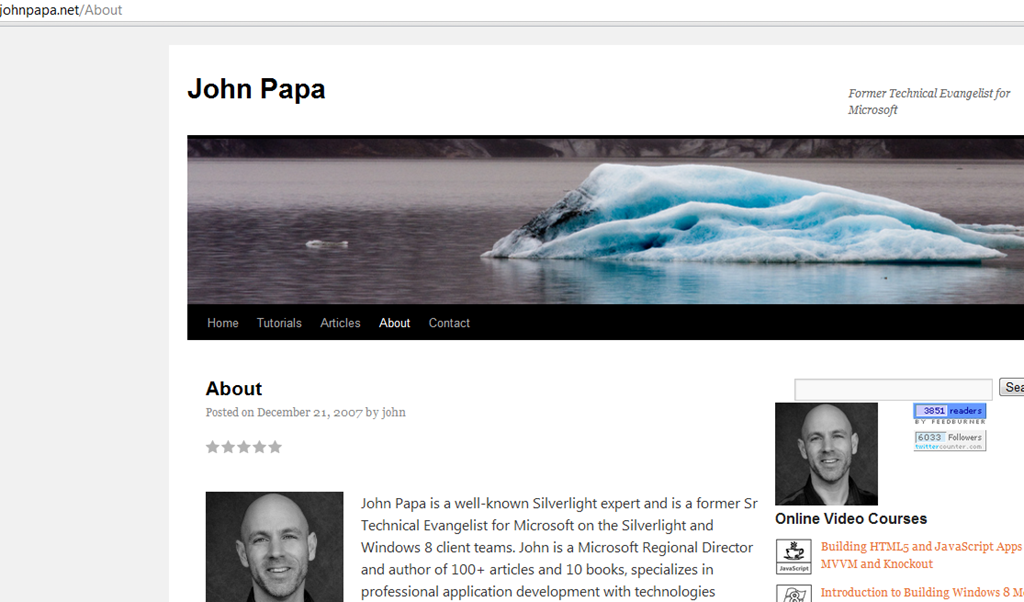 johnpapa.net/About
John Papa
Former Technical Evangelist for
Microsoft
Home Tutorials Articles About Contact
About
Posted on December 21, 2007 by john
John Papa is a well-known Silverlight expert and is a former Sr
Technical Evangelist for Microsoft on the Silverlight and
Windows 8 client teams. John is a Microsoft Regional Director
and author of 100+ articles and 10 books, specializes in
professional application development with technologies
Sea
3851 readers
BY FEEDBURNER
6033 Followers
twittercounter.com
Online Video Courses
JavaScript
Building HTML5 and JavaScript Apps
MVVM and Knockout
Introduction to Building Windows 8 M